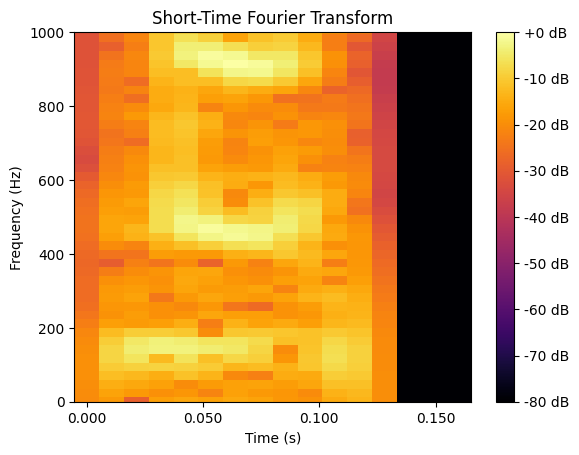 Short-Time Fourier Transform
1000
800
600
400
200
0
Frequency (Hz)
0.000
0.050
0.100
0.150
Time (s)
+0 dB
-10 dB
-20 dB
-30 dB
-40 dB
-50 dB
-60 dB
-70 dB
-80 dB